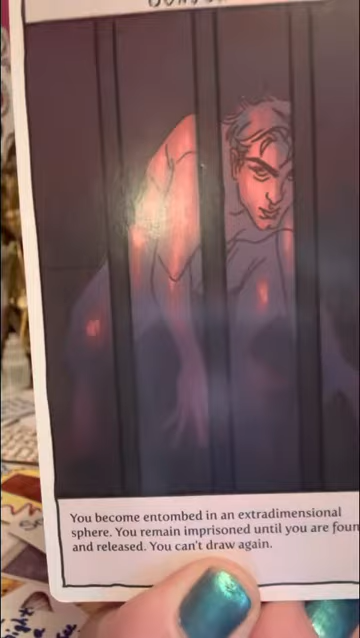 You become entombed in an extradimensional
sphere. You remain imprisoned until you are foun
and released. You can't draw again.